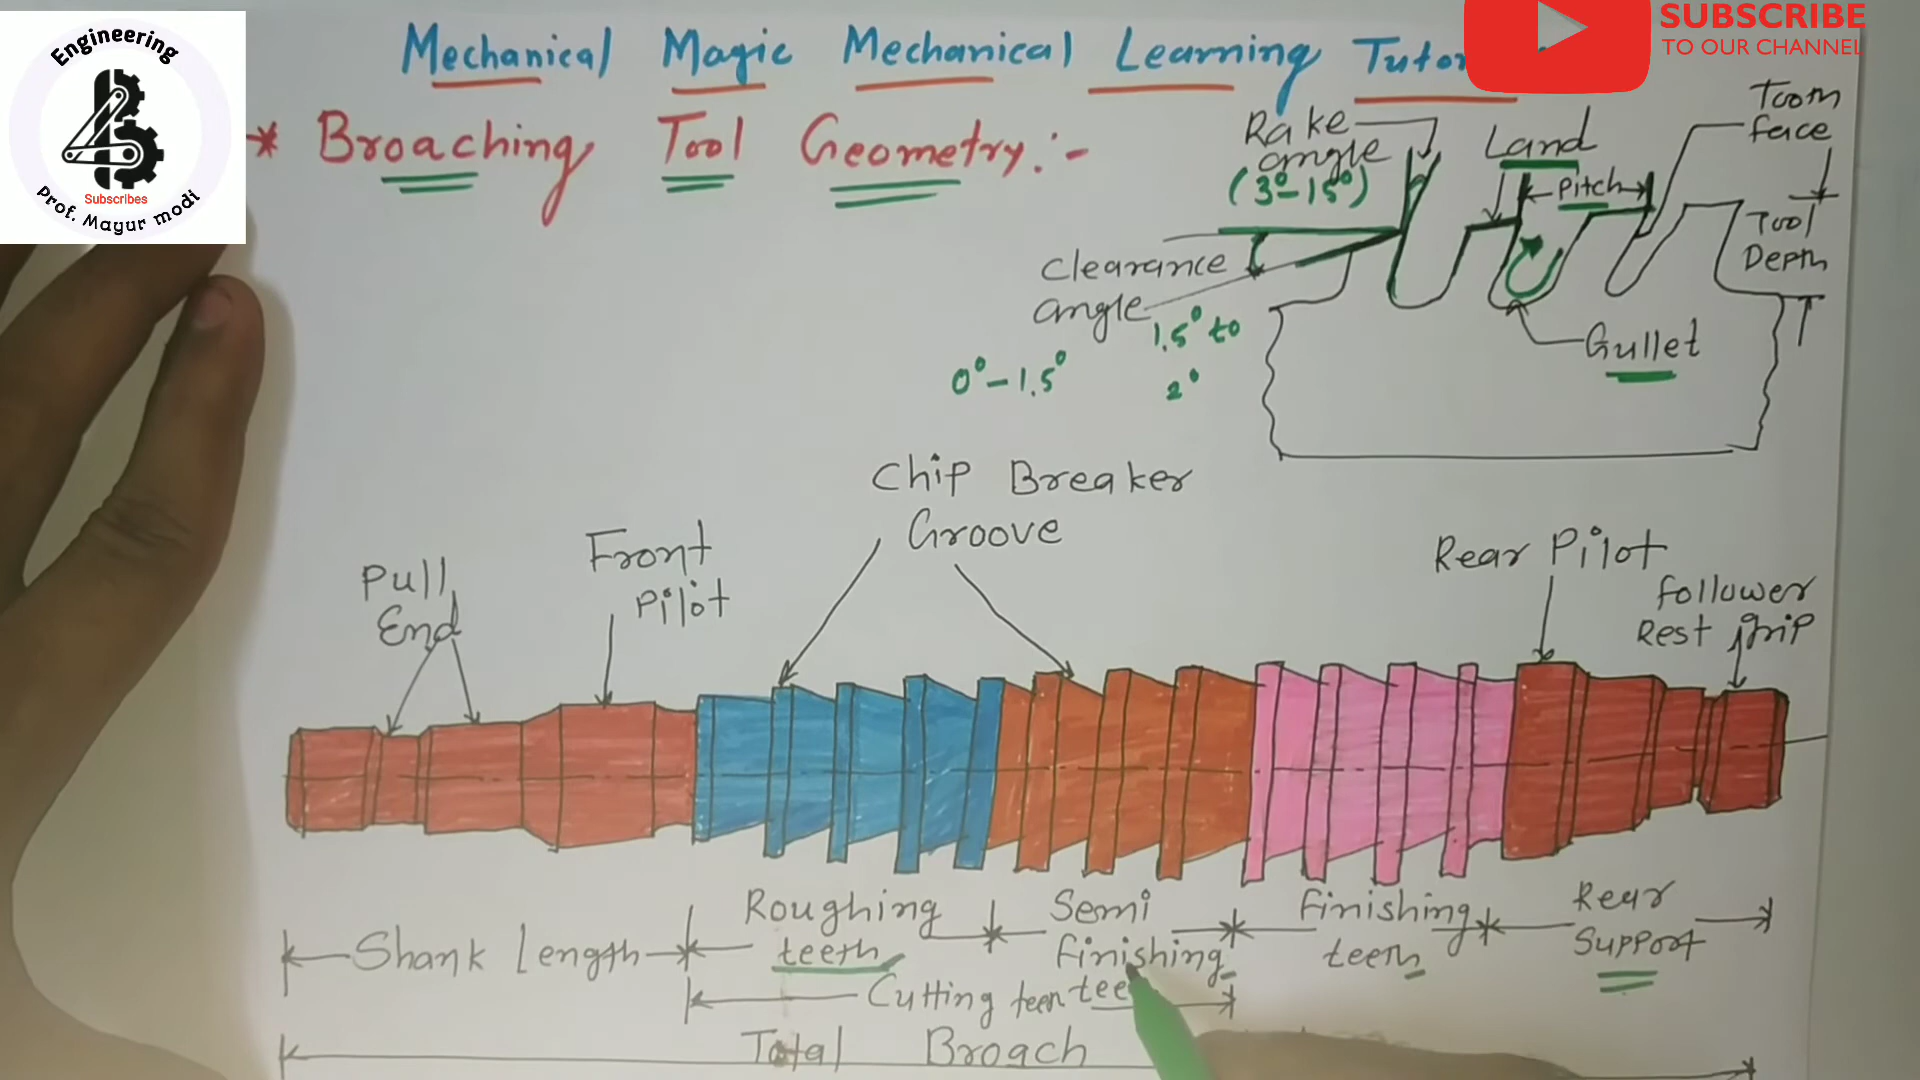 Engineering
Subscribes
Prof. Mayur modi
SUBSCRIBE
TO OUR CHANNEL
Mechanical Magic Mechanical Learning
* Broaching Tool Geometry:-
Rake
angle
(3°-15°)
Land
Pitch
Tooth
face
Tool
Depth
Clearance
angle
1.5° to
2°
0°-1.5°
Gullet
Chip Breaker
Groove
Pull
End
Front
Pilot
Rear Pilot
follower
Rest grip
Shank Length
Roughing
teeth
Semi
finishing
finishing
teeth
Rear
Support
Cutting teeth
Total Broach